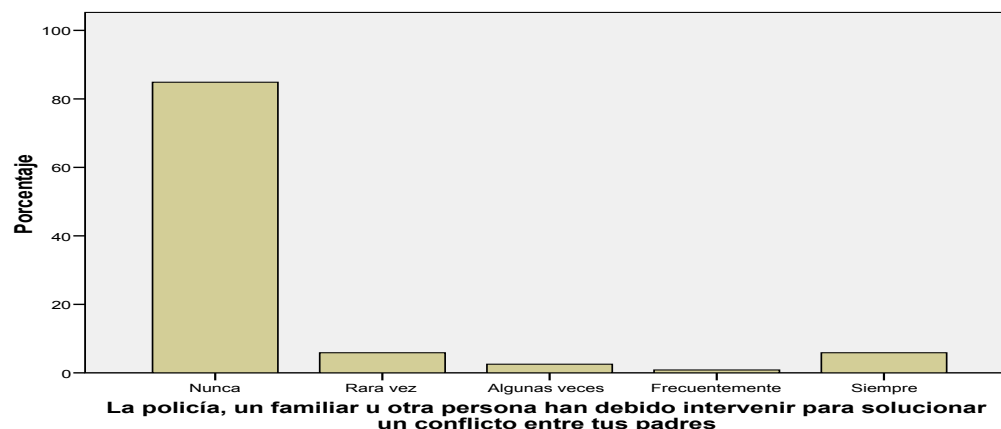 100
80
60
40
20
0
Porcentaje
Nunca Rara vez Algunas veces Frecuentemente Siempre
La policía, un familiar u otra persona han debido intervenir para solucionar
un conflicto entre tus padres